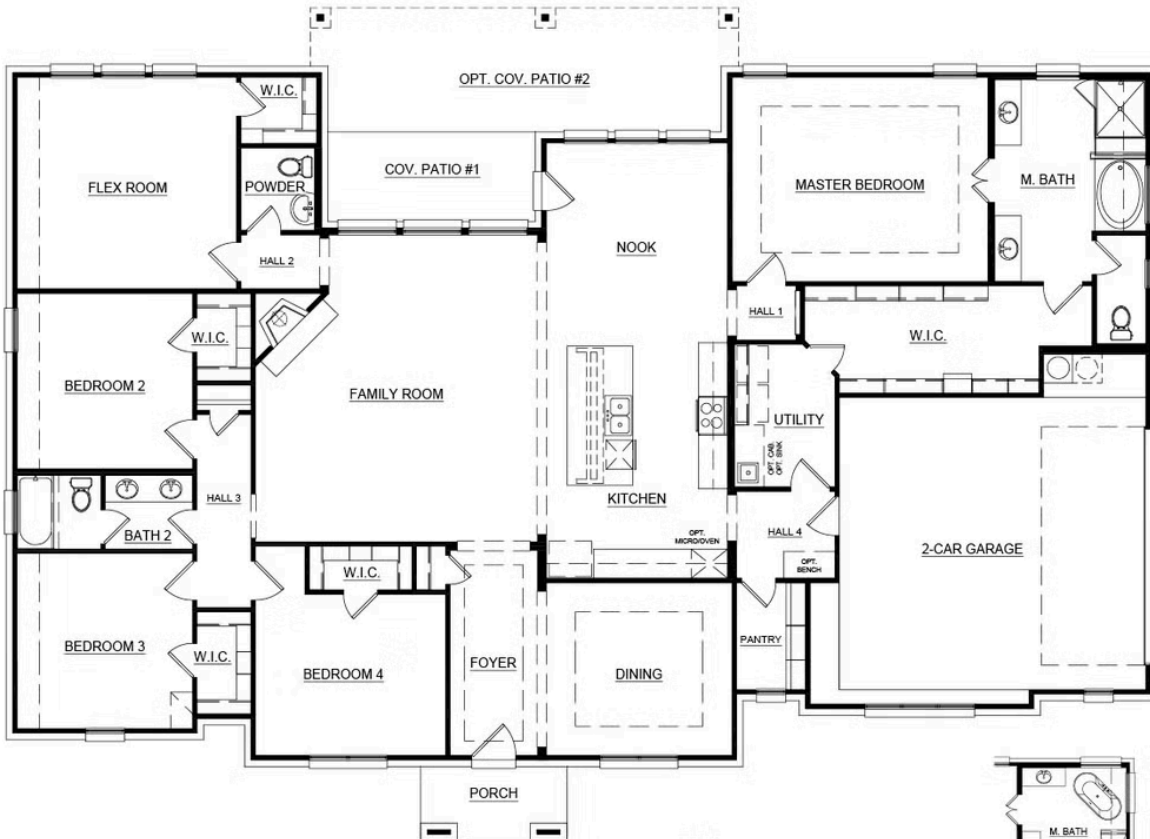 OPT. COV. PATIO #2
W.I.C.
COV. PATIO #1
FLEX ROOM
POWDER
MASTER BEDROOM
M. BATH
NOOK
HALL 2
HALL 1
W.I.C.
W.I.C.
BEDROOM 2
FAMILY ROOM
UTILITY
OPT. CAB.
OPT. SINK
HALL 3
KITCHEN
BATH 2
OPT.
MICRO/OVEN
HALL 4
2-CAR GARAGE
OPT.
BENCH
W.I.C.
BEDROOM 3
W.I.C.
PANTRY
FOYER
BEDROOM 4
DINING
PORCH
M. BATH